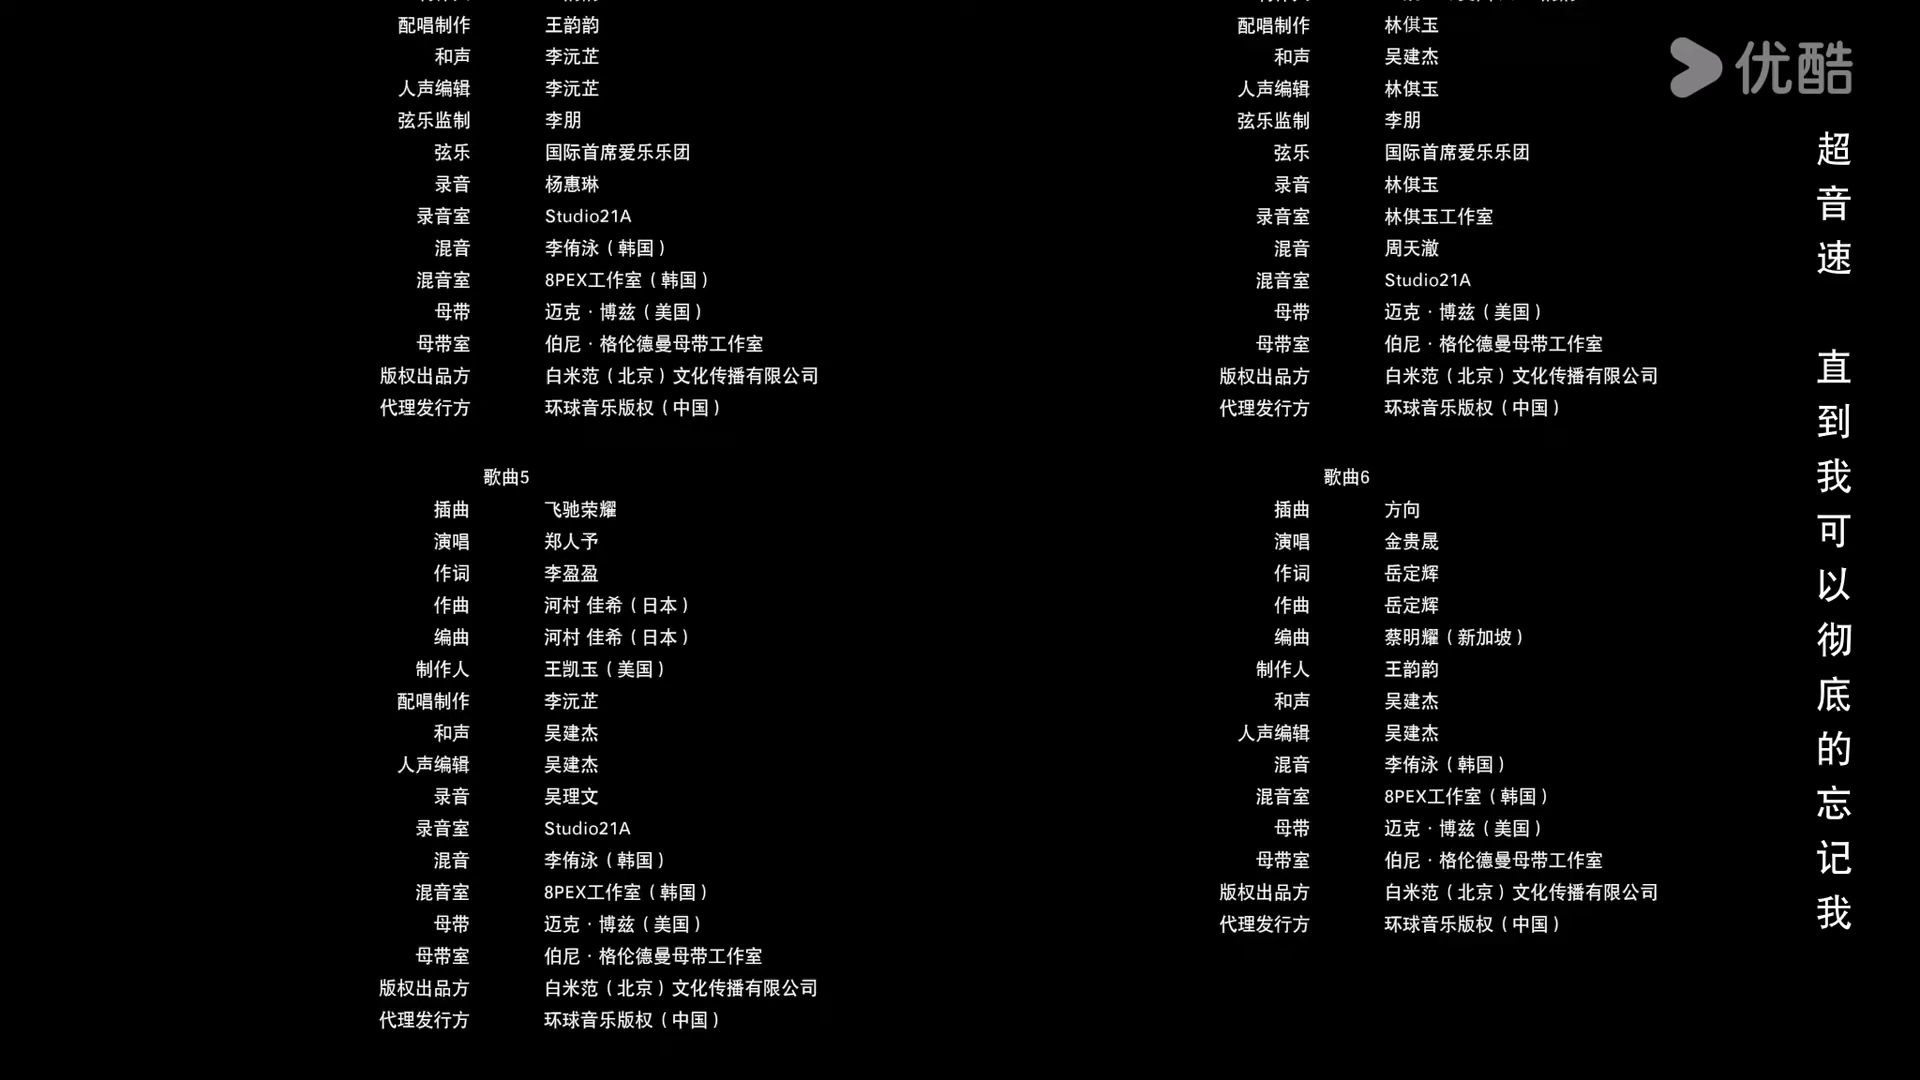 配唱制作 王韵韵
和声 李沅芷
人声编辑 李沅芷
弦乐监制 李朋
弦乐 国际首席爱乐乐团
录音 杨惠琳
录音室 Studio21A
混音 李侑泳（韩国）
混音室 8PEX工作室（韩国）
母带 迈克·博兹（美国）
母带室 伯尼·格伦德曼母带工作室
版权出品方 白米范（北京）文化传播有限公司
代理发行方 环球音乐版权（中国）
配唱制作 林倛玉
和声 吴建杰
人声编辑 林倛玉
弦乐监制 李朋
弦乐 国际首席爱乐乐团
录音 林倛玉
录音室 林倛玉工作室
混音 周天澈
混音室 Studio21A
母带 迈克·博兹（美国）
母带室 伯尼·格伦德曼母带工作室
版权出品方 白米范（北京）文化传播有限公司
代理发行方 环球音乐版权（中国）
歌曲5
插曲 飞驰荣耀
演唱 郑人予
作词 李盈盈
作曲 河村 佳希（日本）
编曲 河村 佳希（日本）
制作人 王凯玉（美国）
配唱制作 李沅芷
和声 吴建杰
人声编辑 吴建杰
录音 吴理文
录音室 Studio21A
混音 李侑泳（韩国）
混音室 8PEX工作室（韩国）
母带 迈克·博兹（美国）
母带室 伯尼·格伦德曼母带工作室
版权出品方 白米范（北京）文化传播有限公司
代理发行方 环球音乐版权（中国）
歌曲6
插曲 方向
演唱 金贵晟
作词 岳定辉
作曲 岳定辉
编曲 蔡明耀（新加坡）
制作人 王韵韵
和声 吴建杰
人声编辑 吴建杰
混音 李侑泳（韩国）
混音室 8PEX工作室（韩国）
母带 迈克·博兹（美国）
母带室 伯尼·格伦德曼母带工作室
版权出品方 白米范（北京）文化传播有限公司
代理发行方 环球音乐版权（中国）
优酷
超音速 直到我可以彻底的忘记我